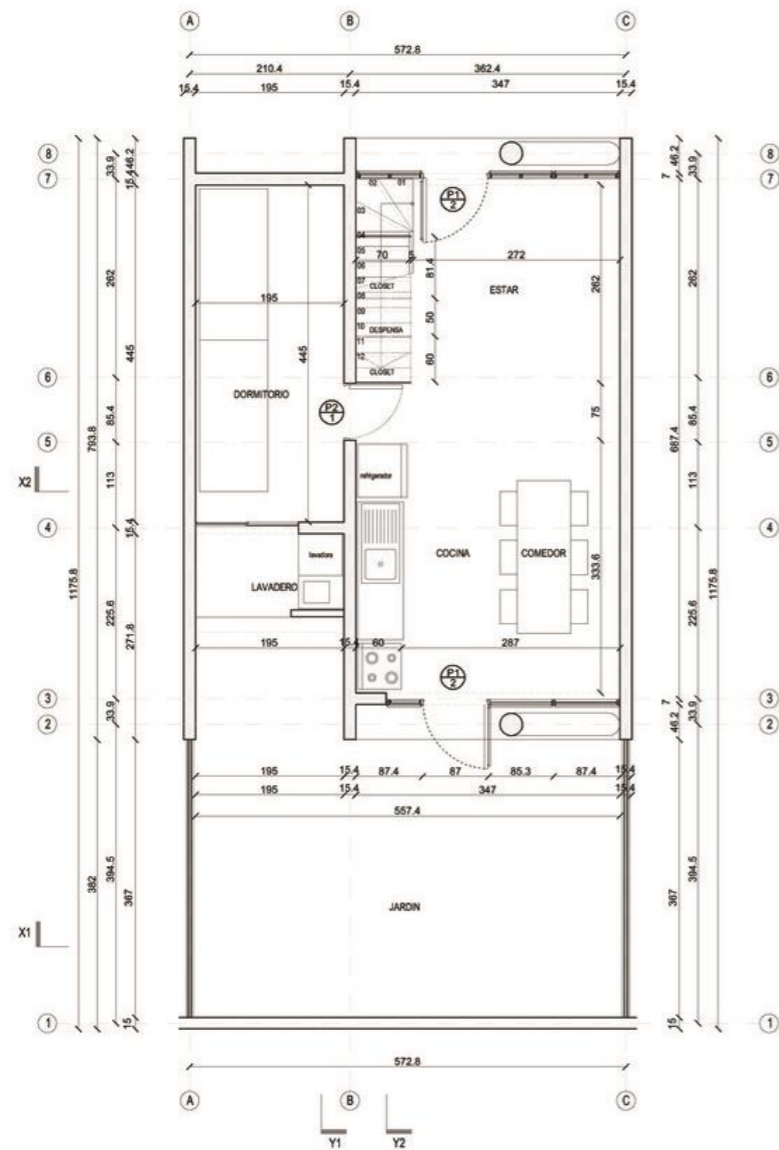 A B C
572.8
210.4 362.4
15.4 195 15.4 347 15.4
8 8
7 7
6 6
5 5
4 4
3 3
2 2
1 1
1175.8
793.8
382
33.9
262
85.4
113
225.6
33.9
394.5
46.2
15.4
445
15.4
271.8
367
15
02 01
03
04
05
06
07
08
09
10
11
12
P1
2
70 5 272
81.4
50
60
CLOSET
DESPENSA
CLOSET
ESTAR
262
195
445
DORMITORIO
P2
1
75
refrigerador
COCINA
COMEDOR
333.6
lavadora
LAVADERO
195 15.4 60 287
P1
2
195 15.4 87.4 87 85.3 87.4 15.4
195 15.4 347 15.4
557.4
JARDIN
46.2
7
687.4
7
46.2
367
15
33.9
262
85.4
113
225.6
33.9
394.5
1175.8
X2
X1
572.8
A B C
Y1 Y2